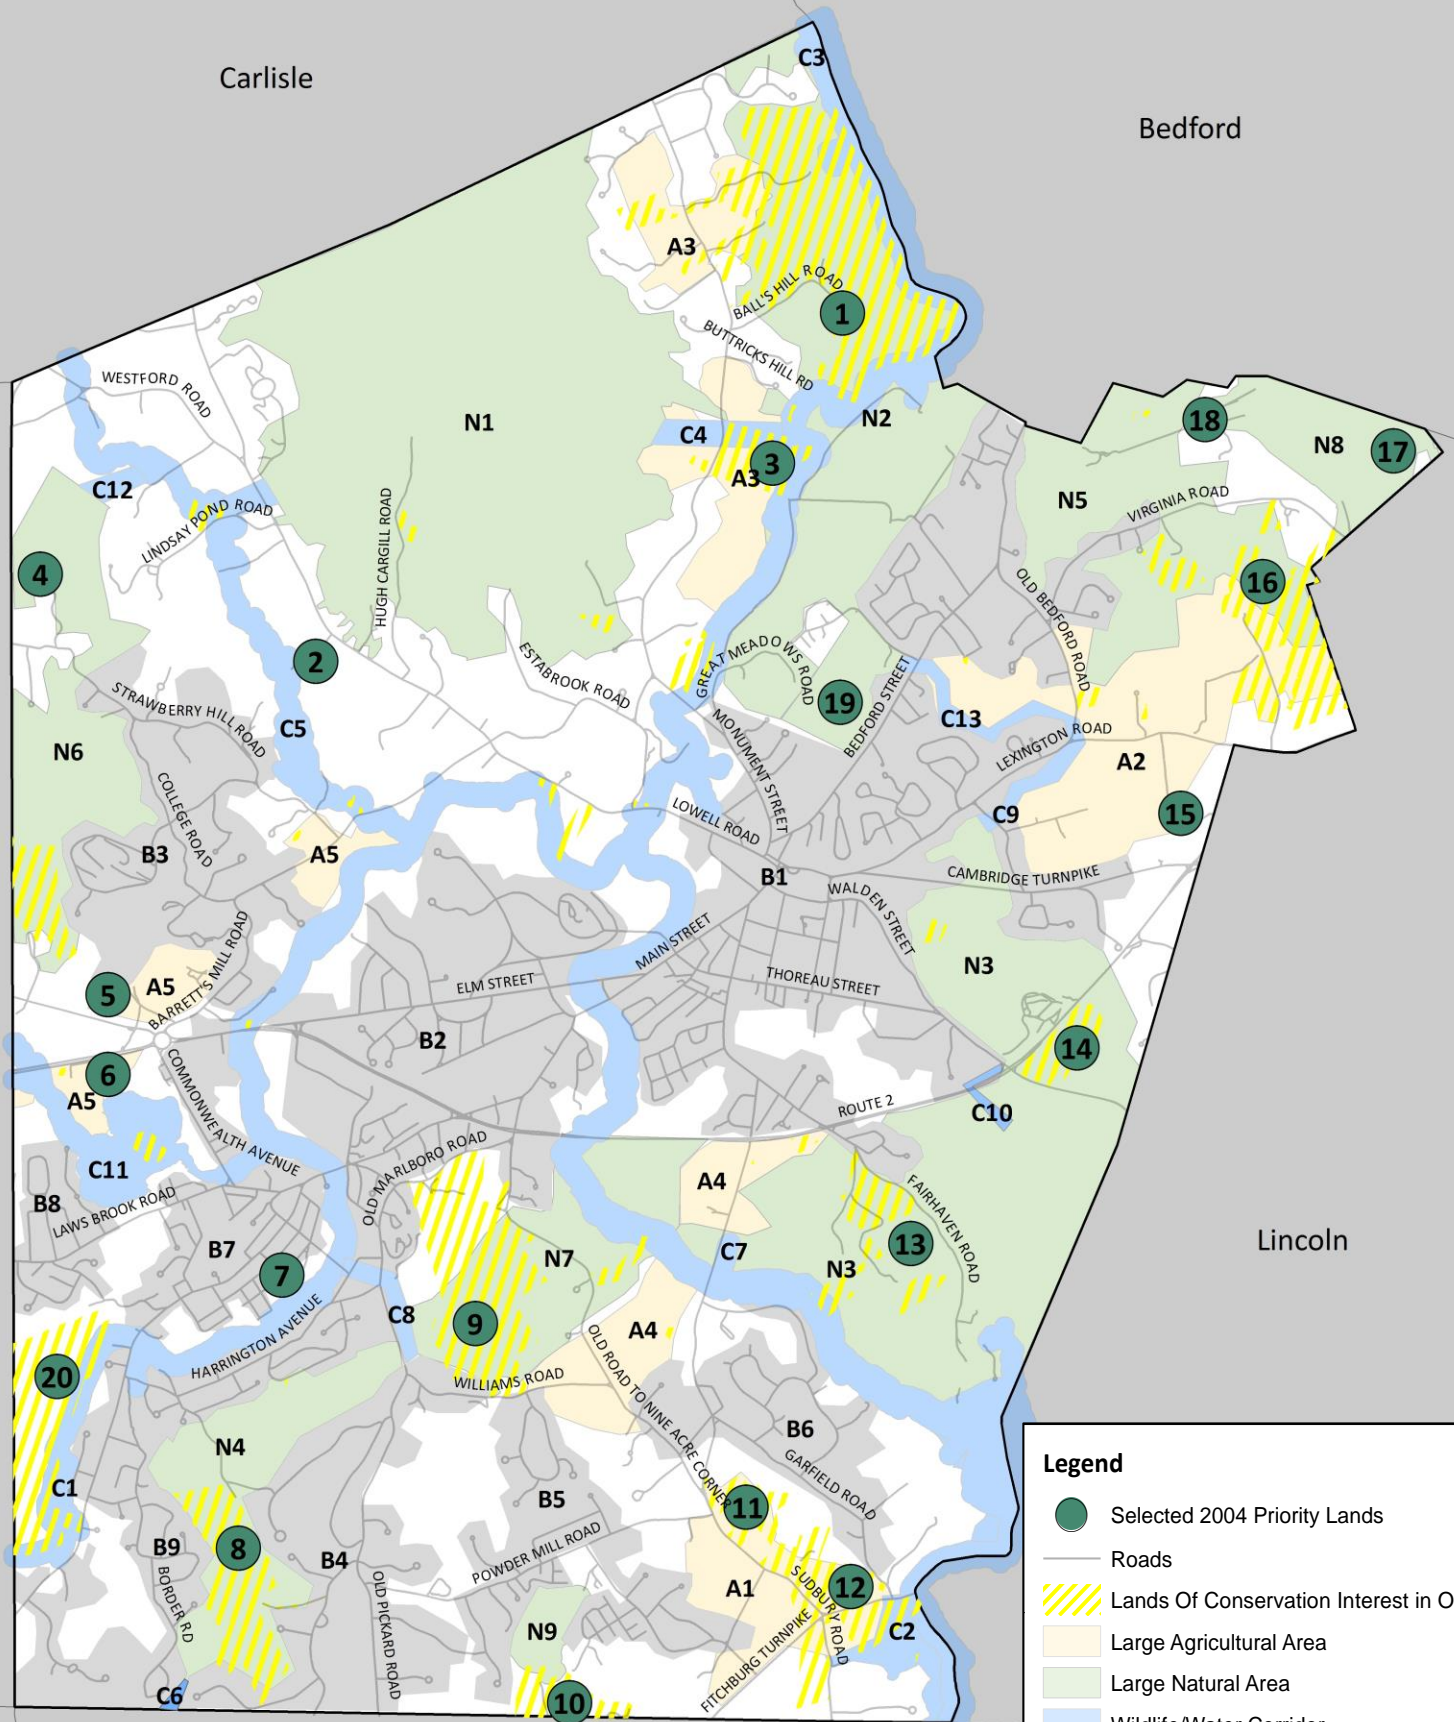 Carlisle
C3
Bedford
A3
BALL'S HILL ROAD
1
BUTTRICKS HILL RD
WESTFORD ROAD
N1
N2
C4
A3
3
18
N8
17
C12
LINDSAY POND ROAD
HUGH CARGILL ROAD
N5
VIRGINIA ROAD
4
16
OLD BEDFORD ROAD
2
ESTABROOK ROAD
GREAT MEADOWS ROAD
19
BEDFORD STREET
STRAWBERRY HILL ROAD
C5
C13
MONUMENT STREET
LEXINGTON ROAD
N6
A2
COLLEGE ROAD
LOWELL ROAD
C9
15
B3
A5
B1
CAMBRIDGE TURNPIKE
WALDEN STREET
MAIN STREET
BARRETT'S MILL ROAD
N3
5
A5
ELM STREET
THOREAU STREET
B2
14
6
A5
COMMONWEALTH AVENUE
ROUTE 2
C10
C11
OLD MARLBORO ROAD
A4
B8
LAWS BROOK ROAD
FAIRHAVEN ROAD
B7
N7
C7
13
N3
Lincoln
7
C8
9
A4
HARRINGTON AVENUE
OLD ROAD TO NINE ACRE CORNER
20
WILLIAMS ROAD
N4
B6
GARFIELD ROAD
C1
B5
11
B9
8
B4
POWDER MILL ROAD
A1
12
SUDBURY ROAD
BORDER RD
OLD PICKARD ROAD
N9
C2
FITCHBURG TURNPIKE
C6
10
Legend
Selected 2004 Priority Lands
Roads
Lands Of Conservation Interest in O
Large Agricultural Area
Large Natural Area
Wildlife/Water Corridor